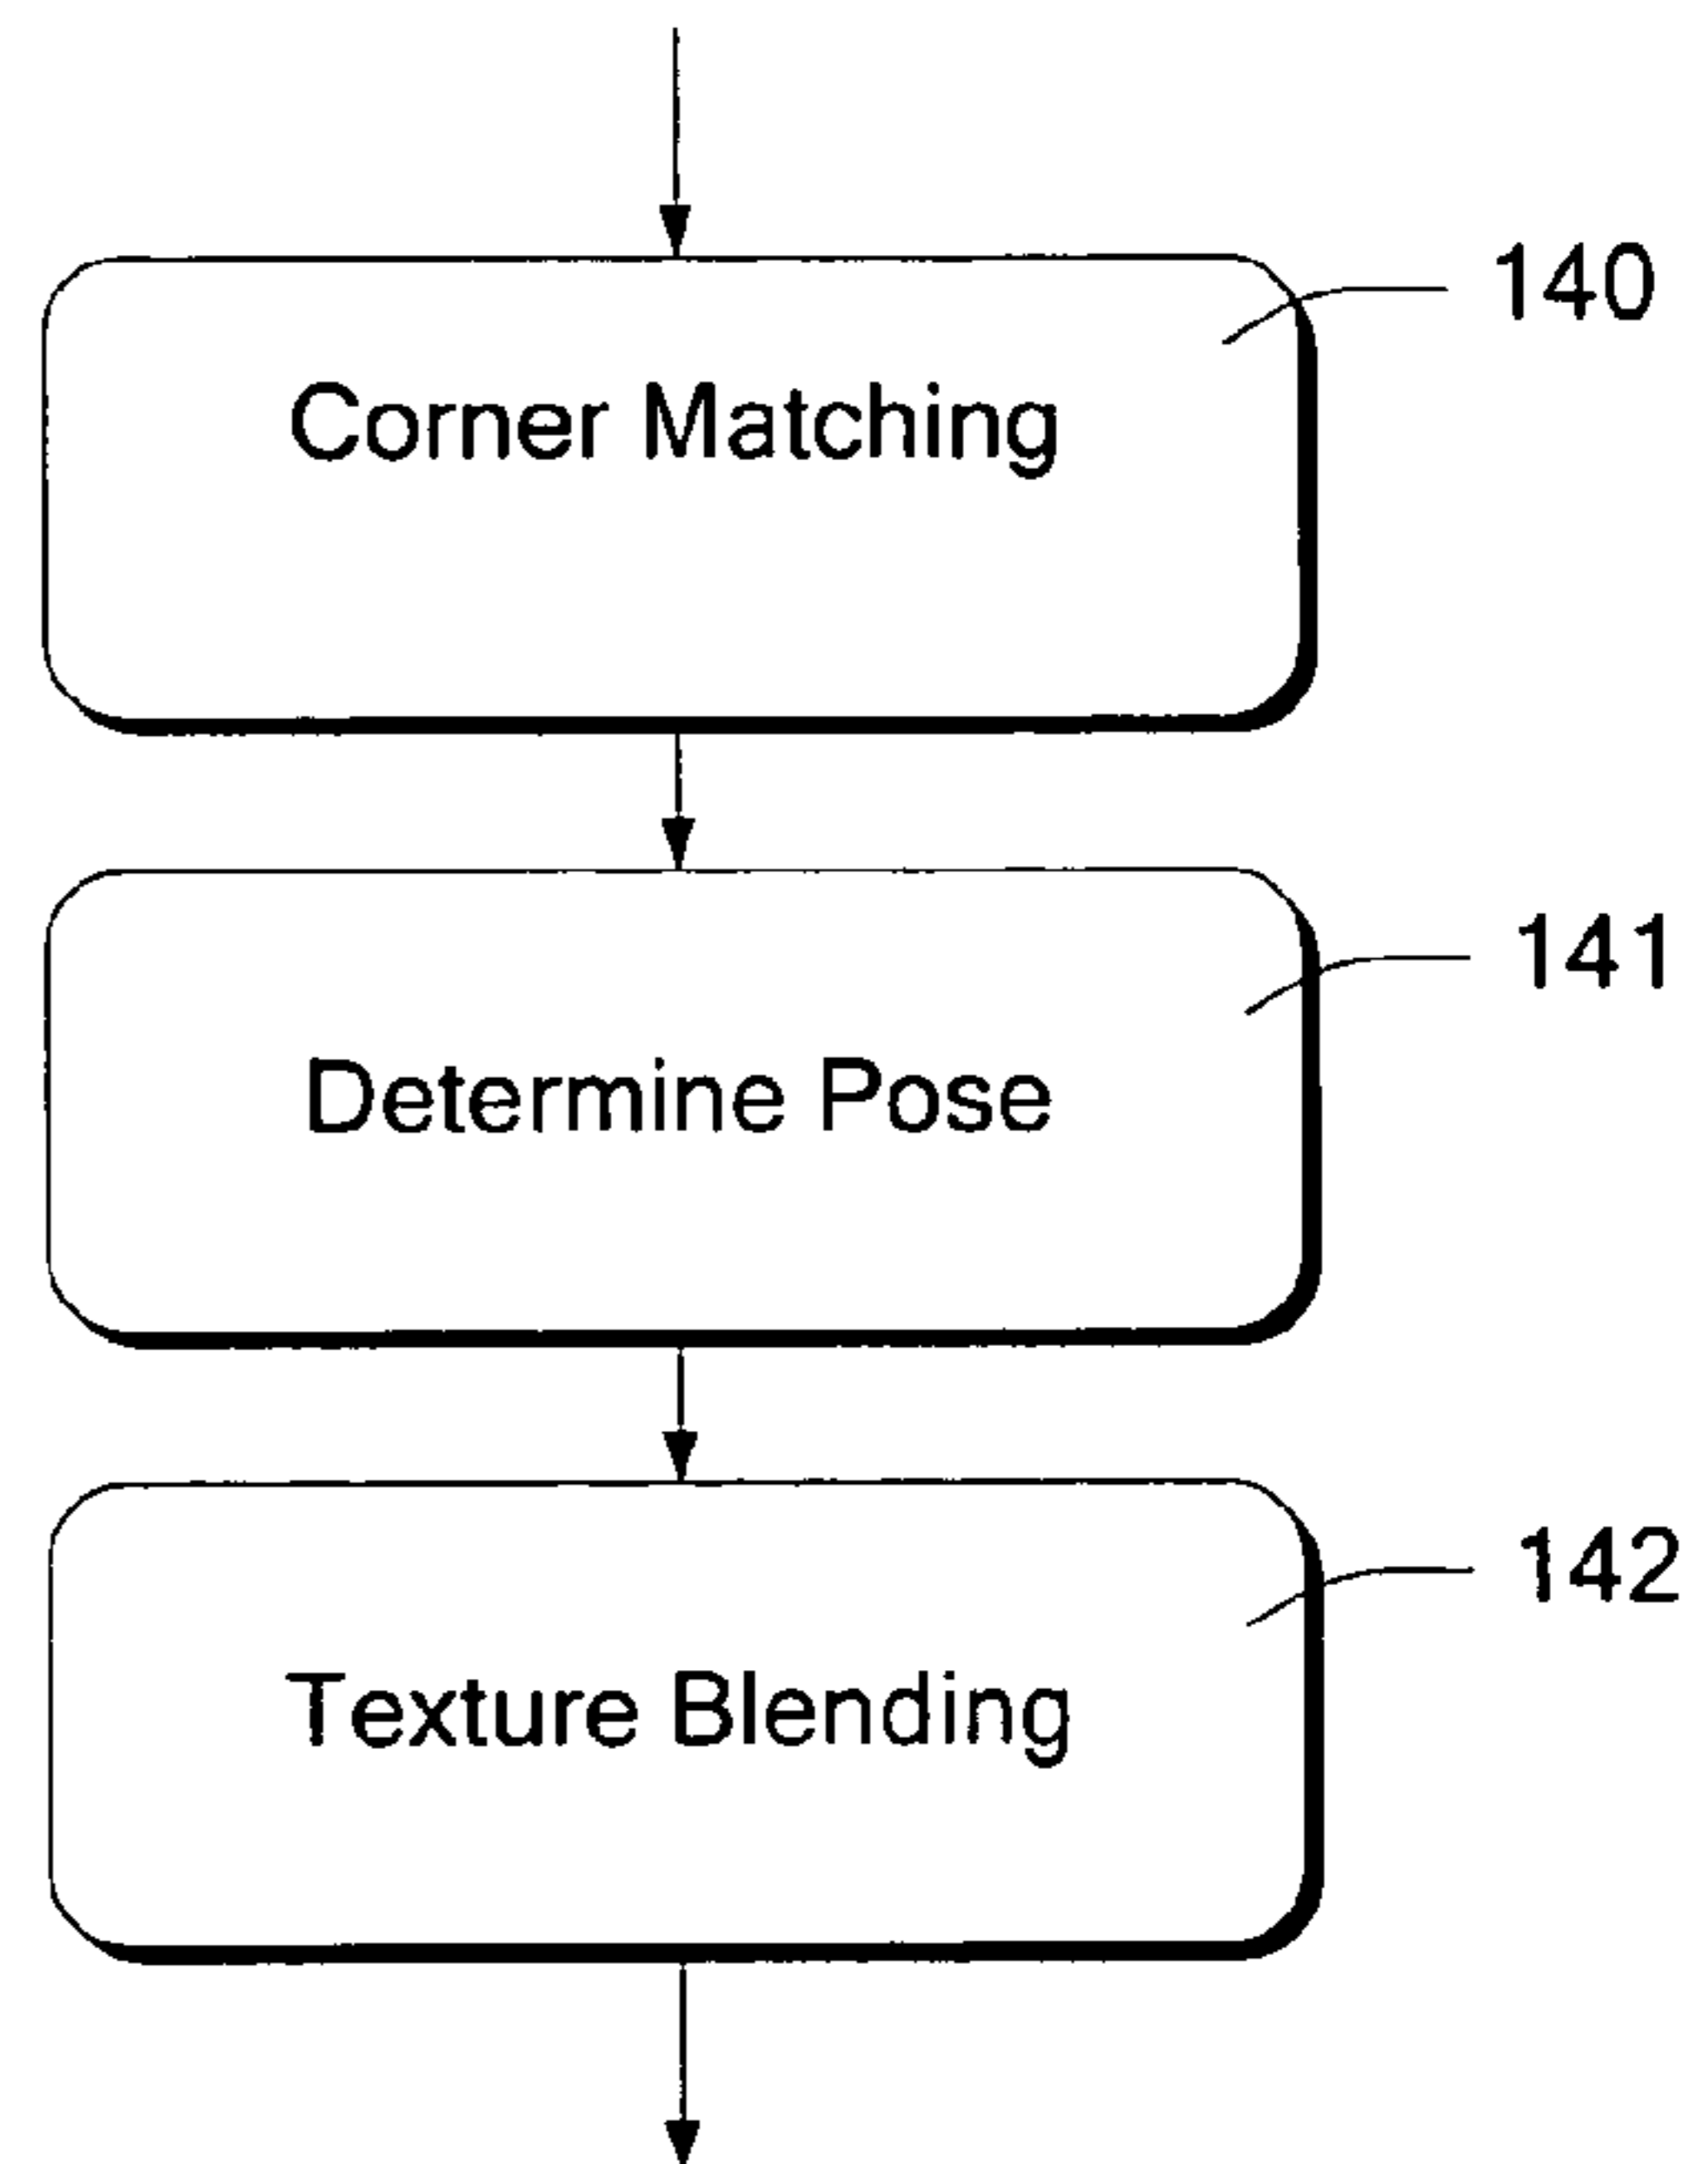 140
Corner Matching
141
Determine Pose
142
Texture Blending